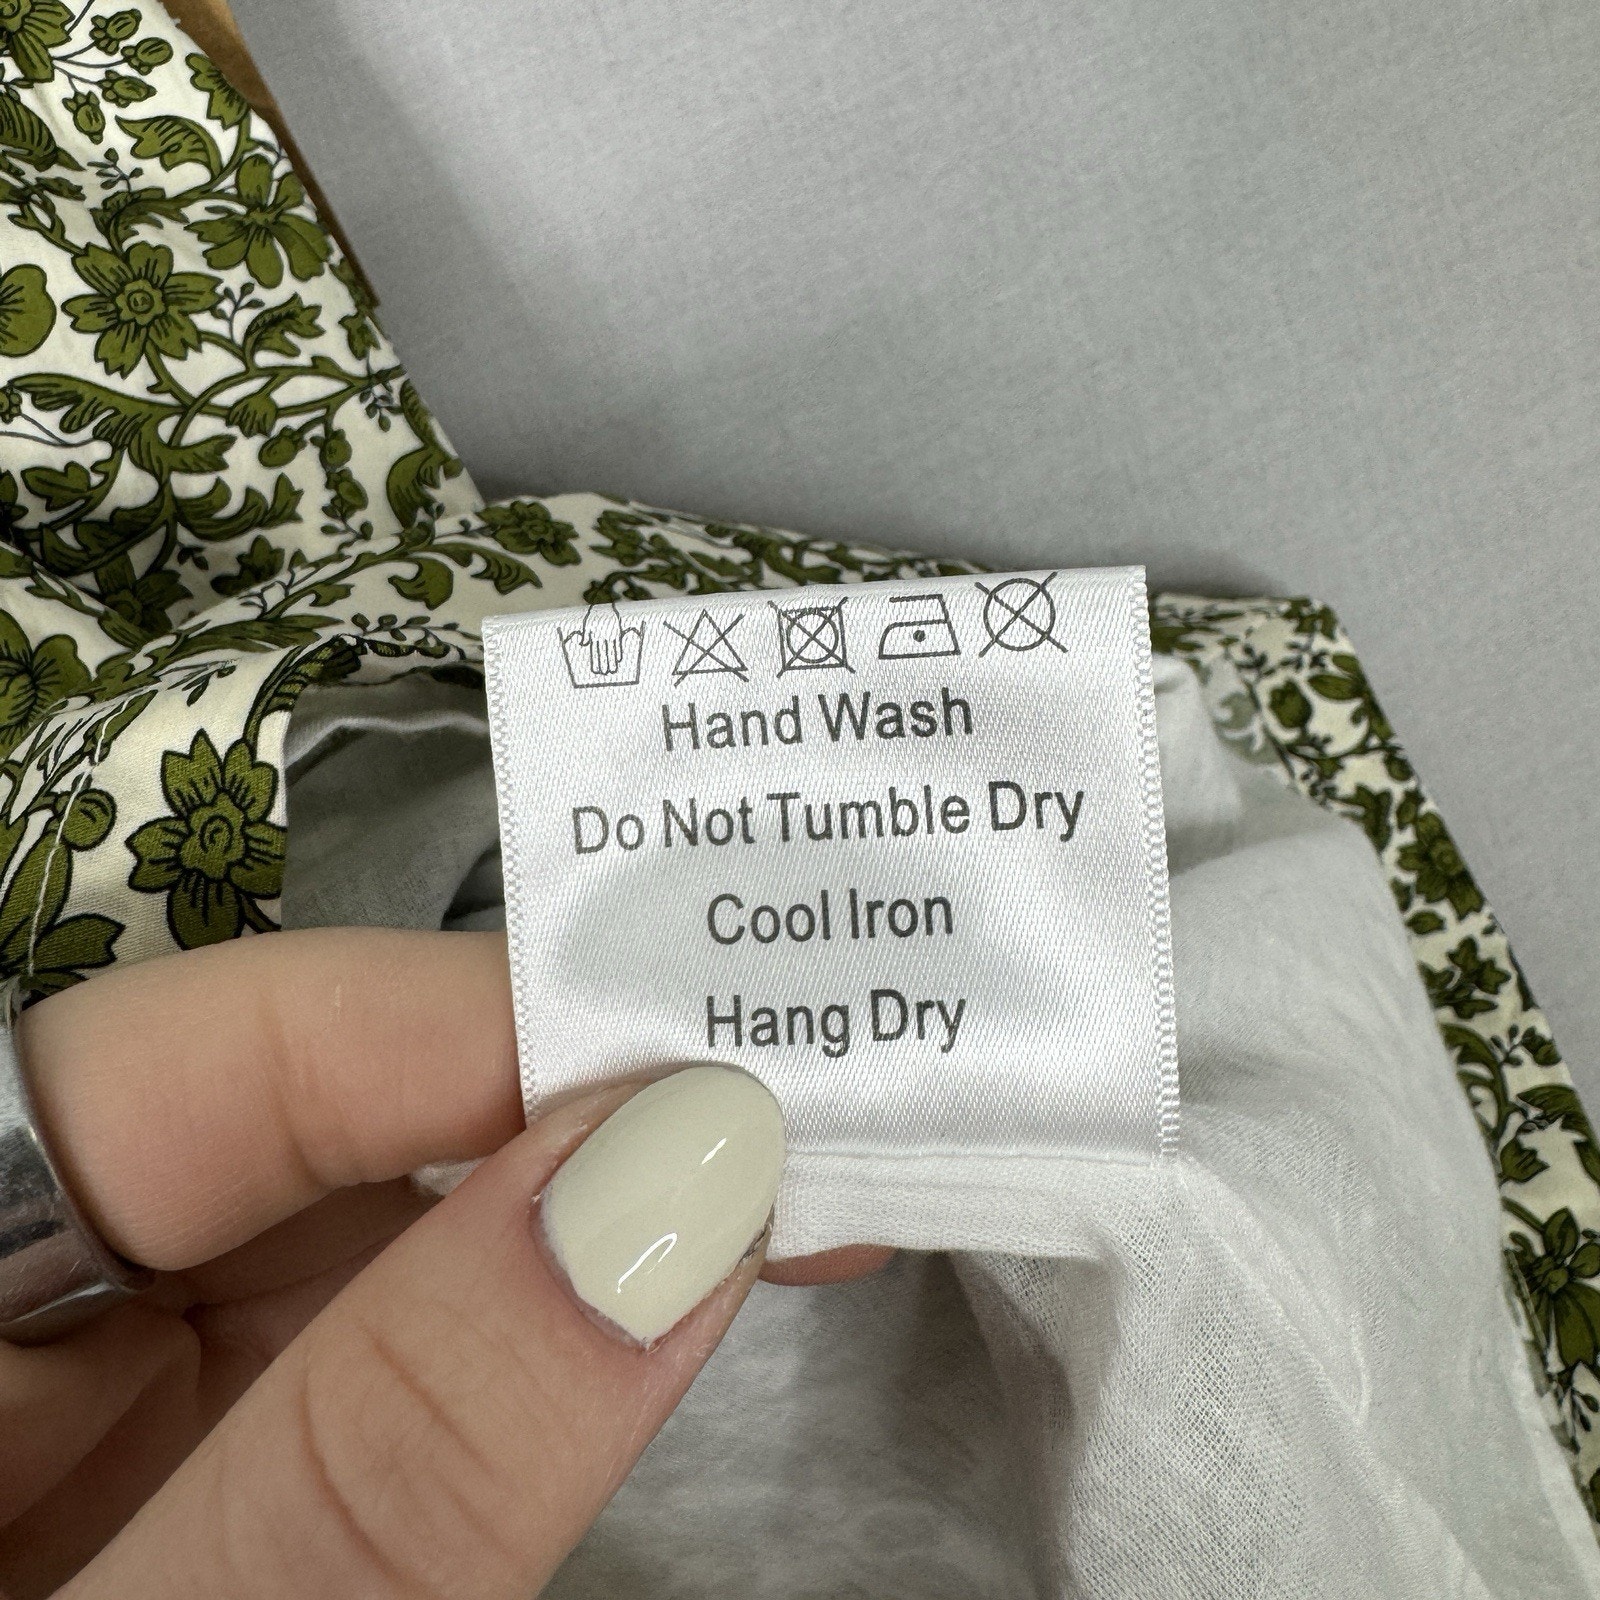 Hand Wash
Do Not Tumble Dry
Cool Iron
Hang Dry